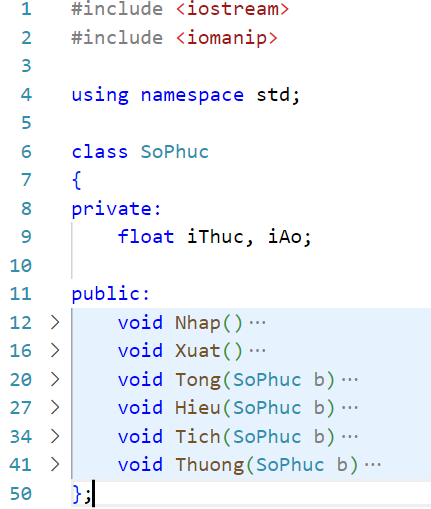 1 #include <iostream>
2 #include <iomanip>
3
4 using namespace std;
5
6 class SoPhuc
7 {
8 private:
9     float iThuc, iAo;
10
11 public:
12 >     void Nhap()···
16 >     void Xuat()···
20 >     void Tong(SoPhuc b)···
27 >     void Hieu(SoPhuc b)···
34 >     void Tich(SoPhuc b)···
41 >     void Thuong(SoPhuc b)···
50 };